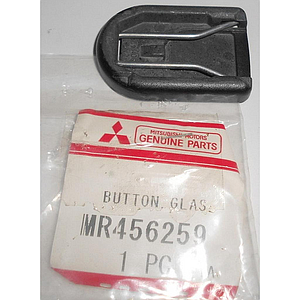 MITSUBISHI MOTORS
GENUINE PARTS
BUTTON,GLAS
MR456259
1 PC